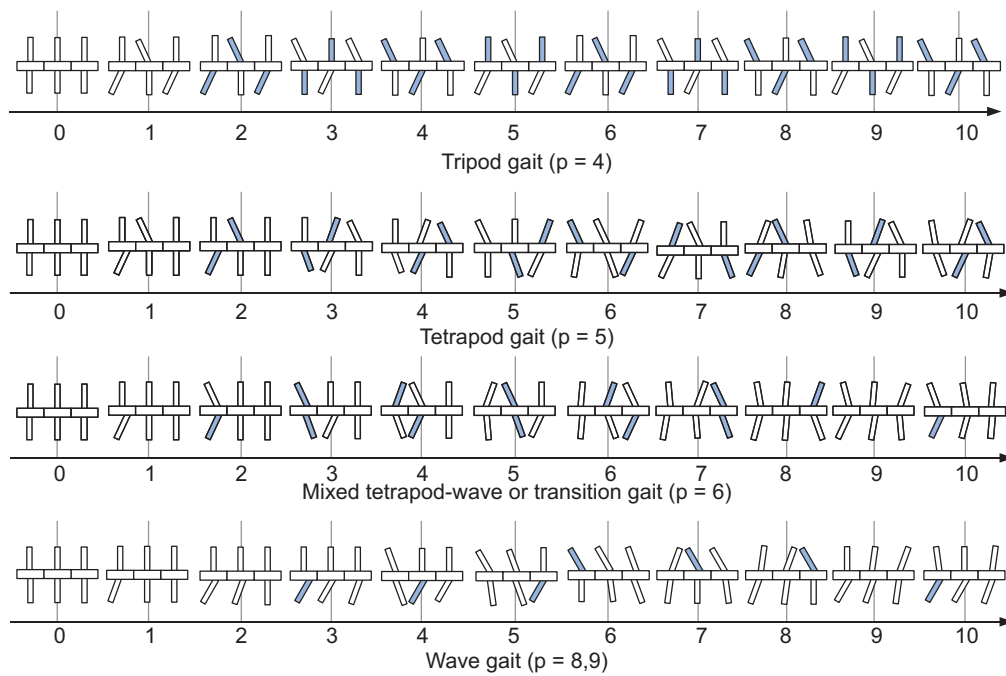 0 1 2 3 4 5 6 7 8 9 10
Tripod gait (p = 4)
0 1 2 3 4 5 6 7 8 9 10
Tetrapod gait (p = 5)
0 1 2 3 4 5 6 7 8 9 10
Mixed tetrapod-wave or transition gait (p = 6)
0 1 2 3 4 5 6 7 8 9 10
Wave gait (p = 8,9)